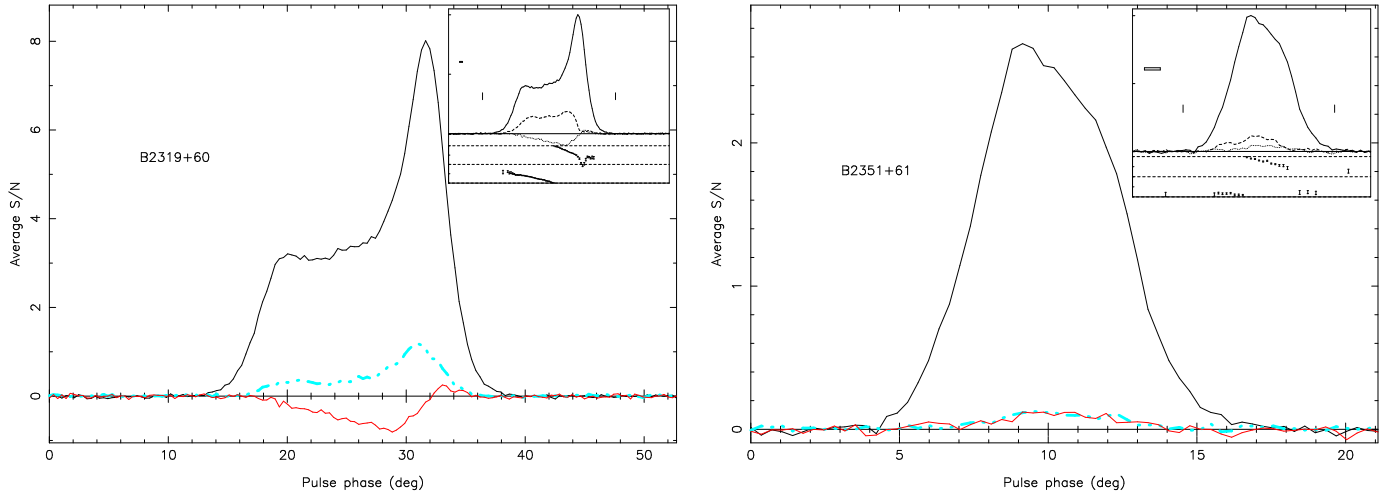 8
6
4
2
0
Average S/N
B2319+60
0 10 20 30 40 50
Pulse phase (deg)
2
1
0
Average S/N
B2351+61
0 5 10 15 20
Pulse phase (deg)